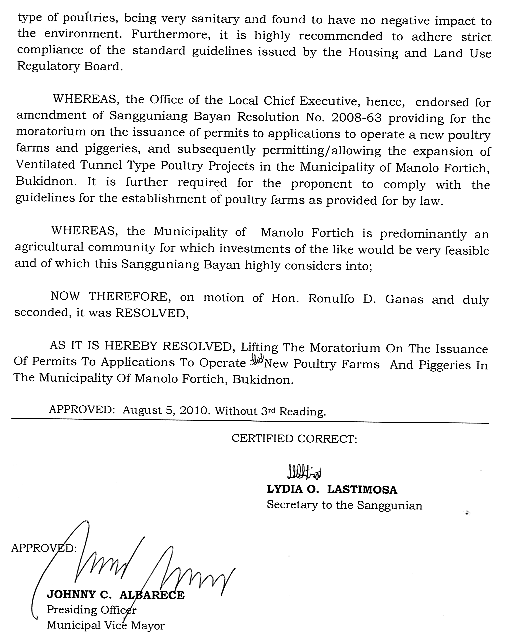 type of poultries, being very sanitary and found to have no negative impact to
the environment. Furthermore, it is highly recommended to adhere strict
compliance of the standard guidelines issued by the Housing and Land Use
Regulatory Board.
WHEREAS, the Office of the Local Chief Executive, hence, endorsed for
amendment of Sangguniang Bayan Resolution No. 2008-63 providing for the
moratorium on the issuance of permits to applications to operate a new poultry
farms and piggeries, and subsequently permitting/allowing the expansion of
Ventilated Tunnel Type Poultry Projects in the Municipality of Manolo Fortich,
Bukidnon. It is further required for the proponent to comply with the
guidelines for the establishment of poultry farms as provided for by law.
WHEREAS, the Municipality of Manolo Fortich is predominantly an
agricultural community for which investments of the like would be very feasible
and of which this Sangguniang Bayan highly considers into;
NOW THEREFORE, on motion of Hon. Ronulfo D. Ganas and duly
seconded, it was RESOLVED,
AS IT IS HEREBY RESOLVED, Lifting The Moratorium On The Issuance
Of Permits To Applications To Operate New Poultry Farms And Piggeries In
The Municipality Of Manolo Fortich, Bukidnon.
APPROVED: August 5, 2010. Without 3rd Reading.
CERTIFIED CORRECT:
LYDIA O. LASTIMOSA
Secretary to the Sanggunian
APPROVED:
JOHNNY C. ALBARECE
Presiding Officer
Municipal Vice Mayor